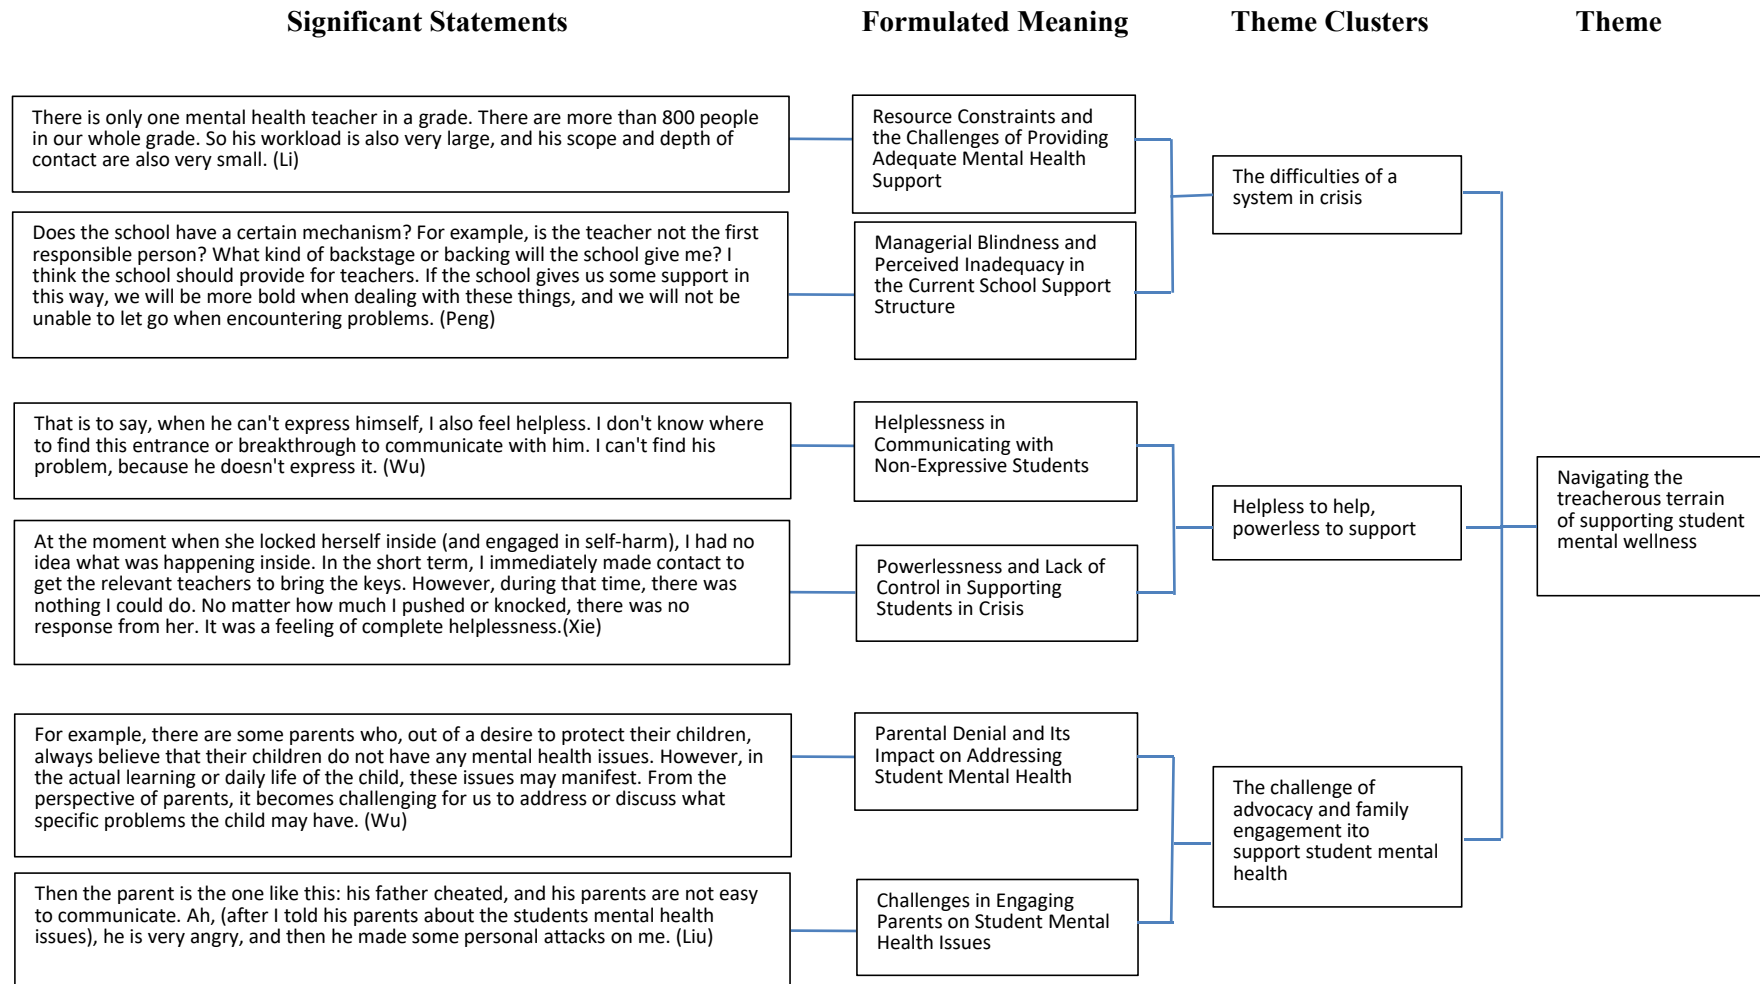 Significant Statements
Formulated Meaning
Theme Clusters
Theme
There is only one mental health teacher in a grade. There are more than 800 people
in our whole grade. So his workload is also very large, and his scope and depth of
contact are also very small. (Li)
Resource Constraints and
the Challenges of Providing
Adequate Mental Health
Support
The difficulties of a
system in crisis
Does the school have a certain mechanism? For example, is the teacher not the first
responsible person? What kind of backstage or backing will the school give me? I
think the school should provide for teachers. If the school gives us some support in
this way, we will be more bold when dealing with these things, and we will not be
unable to let go when encountering problems. (Peng)
Managerial Blindness and
Perceived Inadequacy in
the Current School Support
Structure
That is to say, when he can't express himself, I also feel helpless. I don't know where
to find this entrance or breakthrough to communicate with him. I can't find his
problem, because he doesn't express it. (Wu)
Helplessness in
Communicating with
Non-Expressive Students
Helpless to help,
powerless to support
Navigating the
treacherous terrain
of supporting student
mental wellness
At the moment when she locked herself inside (and engaged in self-harm), I had no
idea what was happening inside. In the short term, I immediately made contact to
get the relevant teachers to bring the keys. However, during that time, there was
nothing I could do. No matter how much I pushed or knocked, there was no
response from her. It was a feeling of complete helplessness.(Xie)
Powerlessness and Lack of
Control in Supporting
Students in Crisis
For example, there are some parents who, out of a desire to protect their children,
always believe that their children do not have any mental health issues. However, in
the actual learning or daily life of the child, these issues may manifest. From the
perspective of parents, it becomes challenging for us to address or discuss what
specific problems the child may have. (Wu)
Parental Denial and Its
Impact on Addressing
Student Mental Health
The challenge of
advocacy and family
engagement ito
support student mental
health
Then the parent is the one like this: his father cheated, and his parents are not easy
to communicate. Ah, (after I told his parents about the students mental health
issues), he is very angry, and then he made some personal attacks on me. (Liu)
Challenges in Engaging
Parents on Student Mental
Health Issues